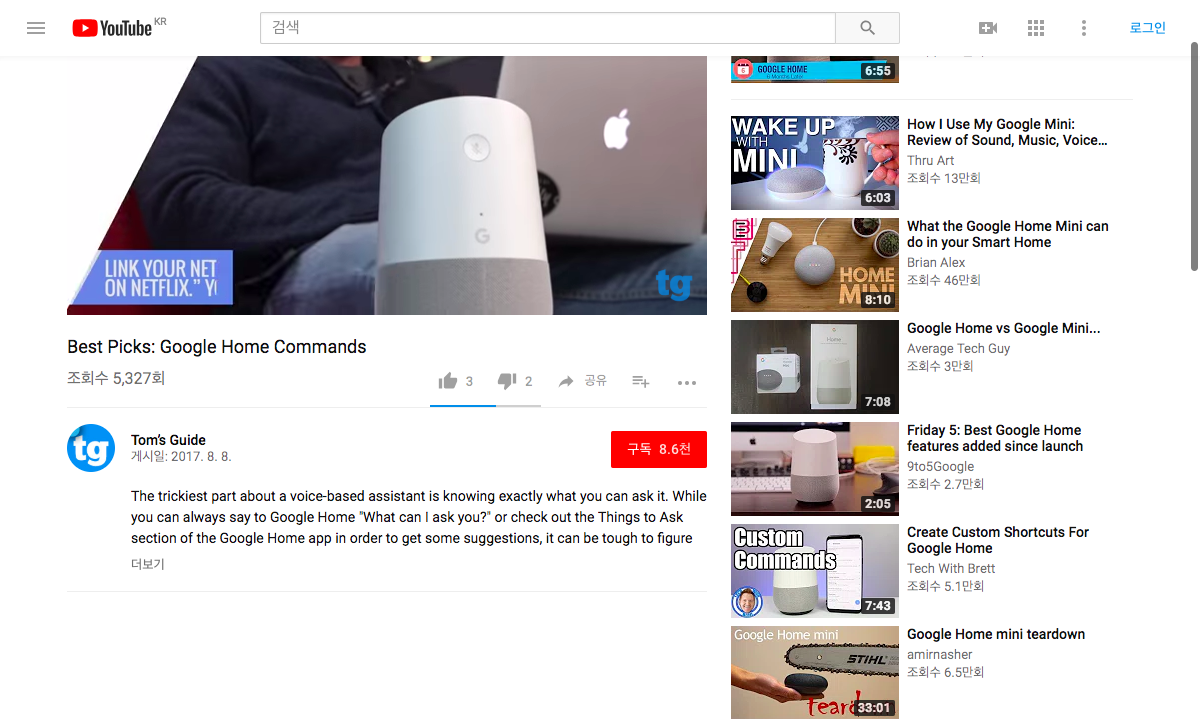 YouTube KR
검색
로그인
LINK YOUR NET
ON NETFLIX.” Y
G
tg
Best Picks: Google Home Commands
조회수 5,327회
3
2
공유
tg
Tom’s Guide
게시일: 2017. 8. 8.
구독 8.6천
The trickiest part about a voice-based assistant is knowing exactly what you can ask it. While
you can always say to Google Home "What can I ask you?" or check out the Things to Ask
section of the Google Home app in order to get some suggestions, it can be tough to figure
더보기
GOOGLE HOME
6:55
WAKE UP
WITH
MINI
6:03
How I Use My Google Mini:
Review of Sound, Music, Voice...
Thru Art
조회수 13만회
HOME
MINI
8:10
What the Google Home Mini can
do in your Smart Home
Brian Alex
조회수 46만회
Home
7:08
Google Home vs Google Mini...
Average Tech Guy
조회수 3만회
2:05
Friday 5: Best Google Home
features added since launch
9to5Google
조회수 2.7만회
Custom
Commands
7:43
Create Custom Shortcuts For
Google Home
Tech With Brett
조회수 5.1만회
Google Home mini
STIHL
teard
33:01
Google Home mini teardown
amirnasher
조회수 6.5만회